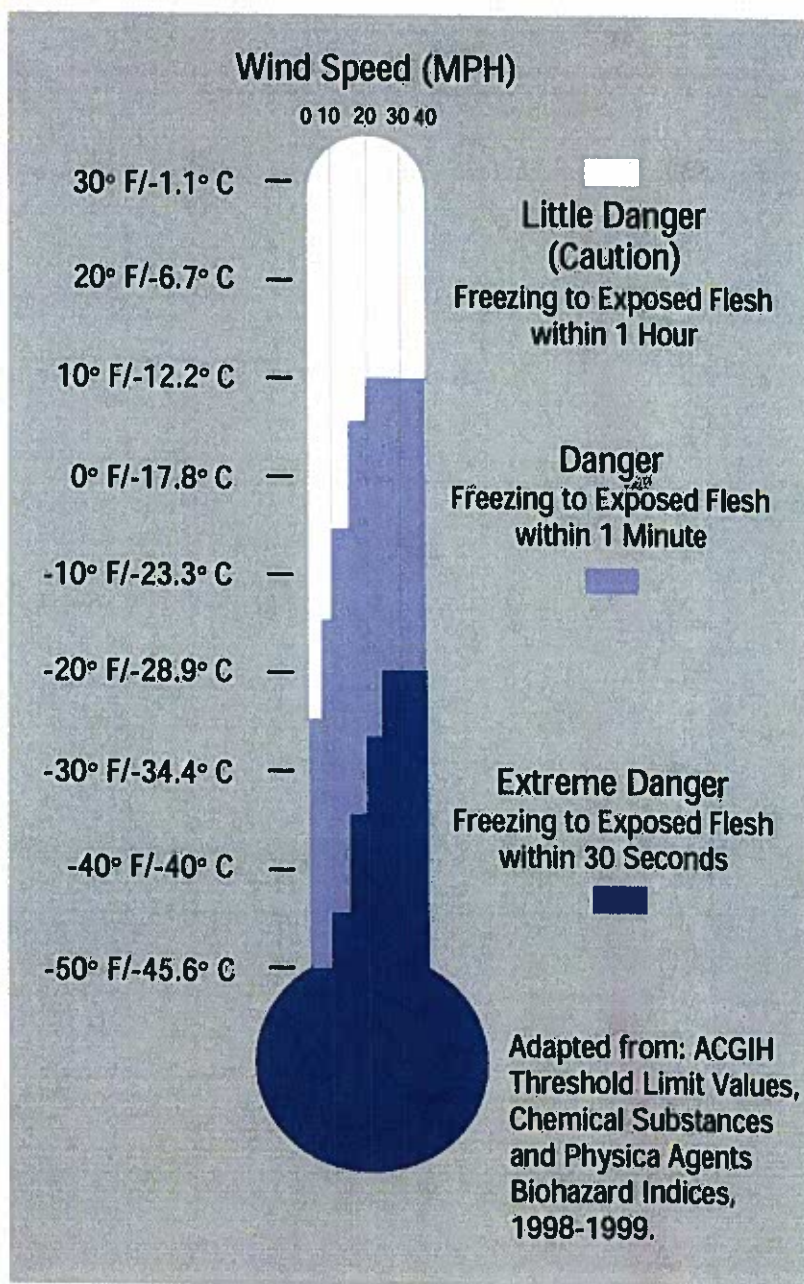 Wind Speed (MPH)
0 10 20 30 40
30° F/-1.1° C
20° F/-6.7° C
10° F/-12.2° C
0° F/-17.8° C
-10° F/-23.3° C
-20° F/-28.9° C
-30° F/-34.4° C
-40° F/-40° C
-50° F/-45.6° C
Little Danger
(Caution)
Freezing to Exposed Flesh
within 1 Hour
Danger
Freezing to Exposed Flesh
within 1 Minute
Extreme Danger
Freezing to Exposed Flesh
within 30 Seconds
Adapted from: ACGIH
Threshold Limit Values,
Chemical Substances
and Physica Agents
Biohazard Indices,
1998-1999.